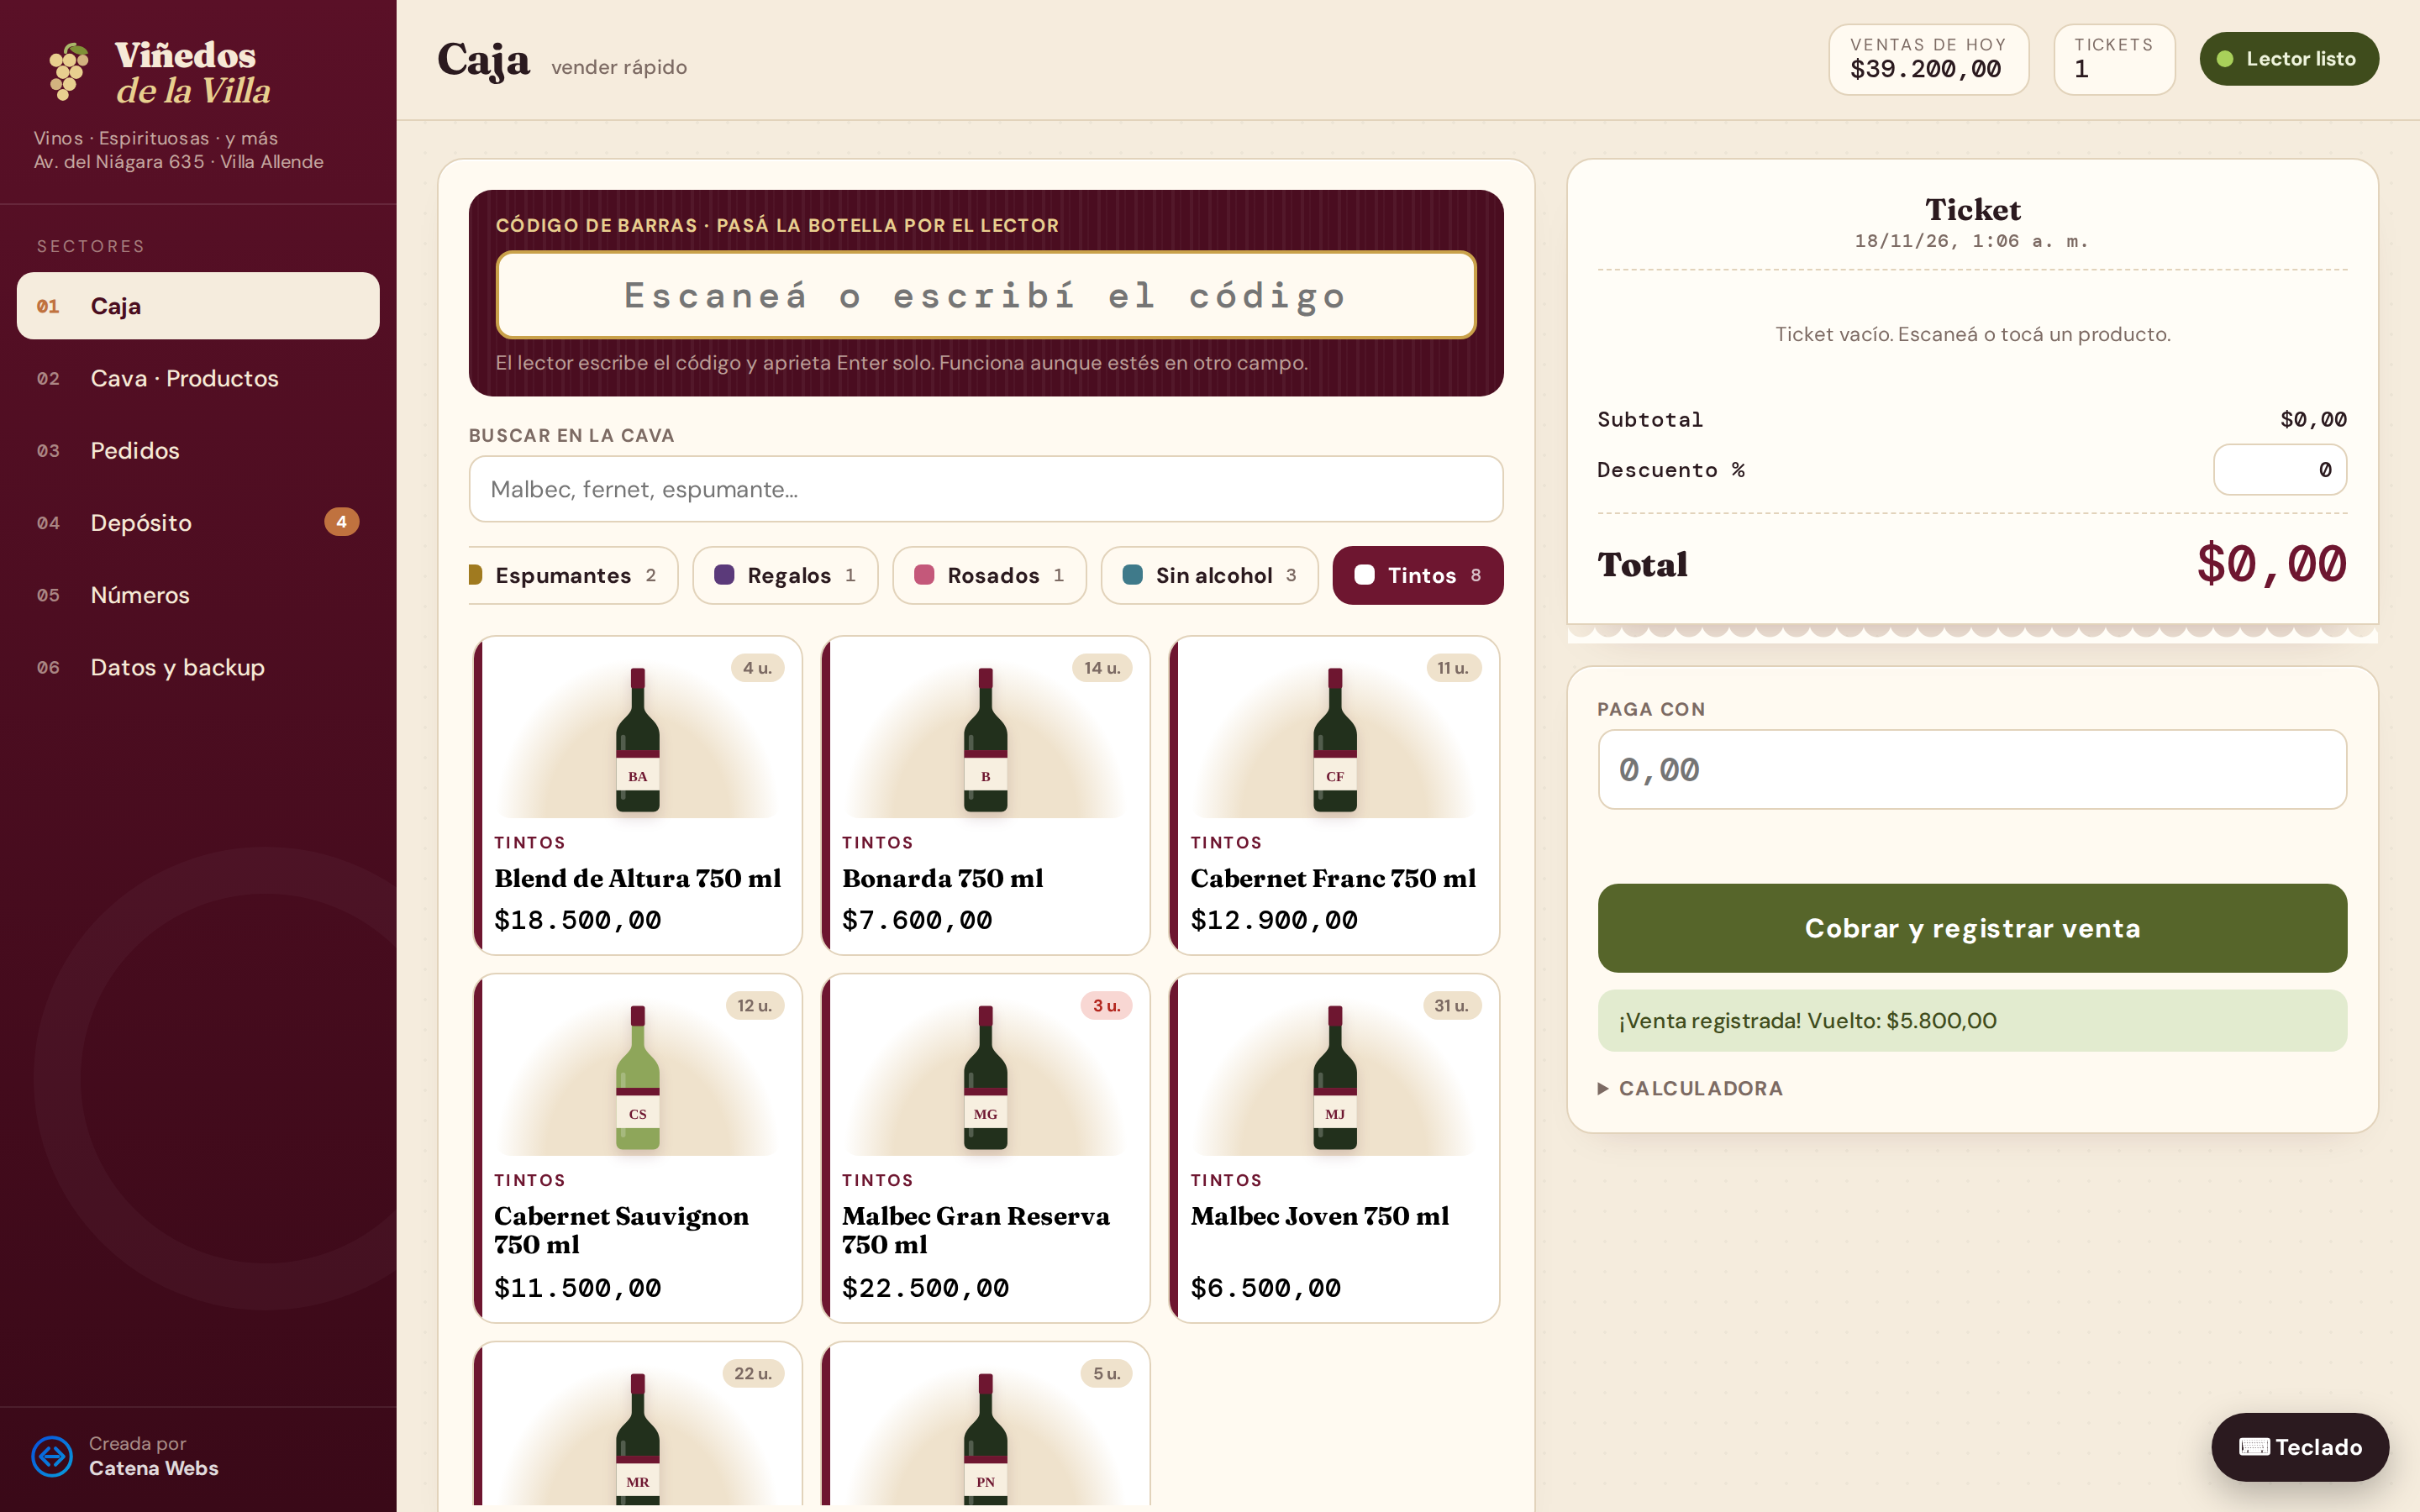 Viñedos
de la Villa
Vinos · Espirituosas · y más
Av. del Niágara 635 · Villa Allende
SECTORES
01 Caja
02 Cava · Productos
03 Pedidos
04 Depósito 4
05 Números
06 Datos y backup
Creada por
Catena Webs
Caja vender rápido
VENTAS DE HOY
$39.200,00
TICKETS
1
Lector listo
CÓDIGO DE BARRAS · PASÁ LA BOTELLA POR EL LECTOR
Escaneá o escribí el código
El lector escribe el código y aprieta Enter solo. Funciona aunque estés en otro campo.
BUSCAR EN LA CAVA
Malbec, fernet, espumante...
Espumantes 2
Regalos 1
Rosados 1
Sin alcohol 3
Tintos 8
4 u.
BA
TINTOS
Blend de Altura 750 ml
$18.500,00
14 u.
B
TINTOS
Bonarda 750 ml
$7.600,00
11 u.
CF
TINTOS
Cabernet Franc 750 ml
$12.900,00
12 u.
CS
TINTOS
Cabernet Sauvignon
750 ml
$11.500,00
3 u.
MG
TINTOS
Malbec Gran Reserva
750 ml
$22.500,00
31 u.
MJ
TINTOS
Malbec Joven 750 ml
$6.500,00
22 u.
MR
5 u.
PN
Ticket
18/11/26, 1:06 a. m.
Ticket vacío. Escaneá o tocá un producto.
Subtotal $0,00
Descuento % 0
Total $0,00
PAGA CON
0,00
Cobrar y registrar venta
¡Venta registrada! Vuelto: $5.800,00
CALCULADORA
Teclado